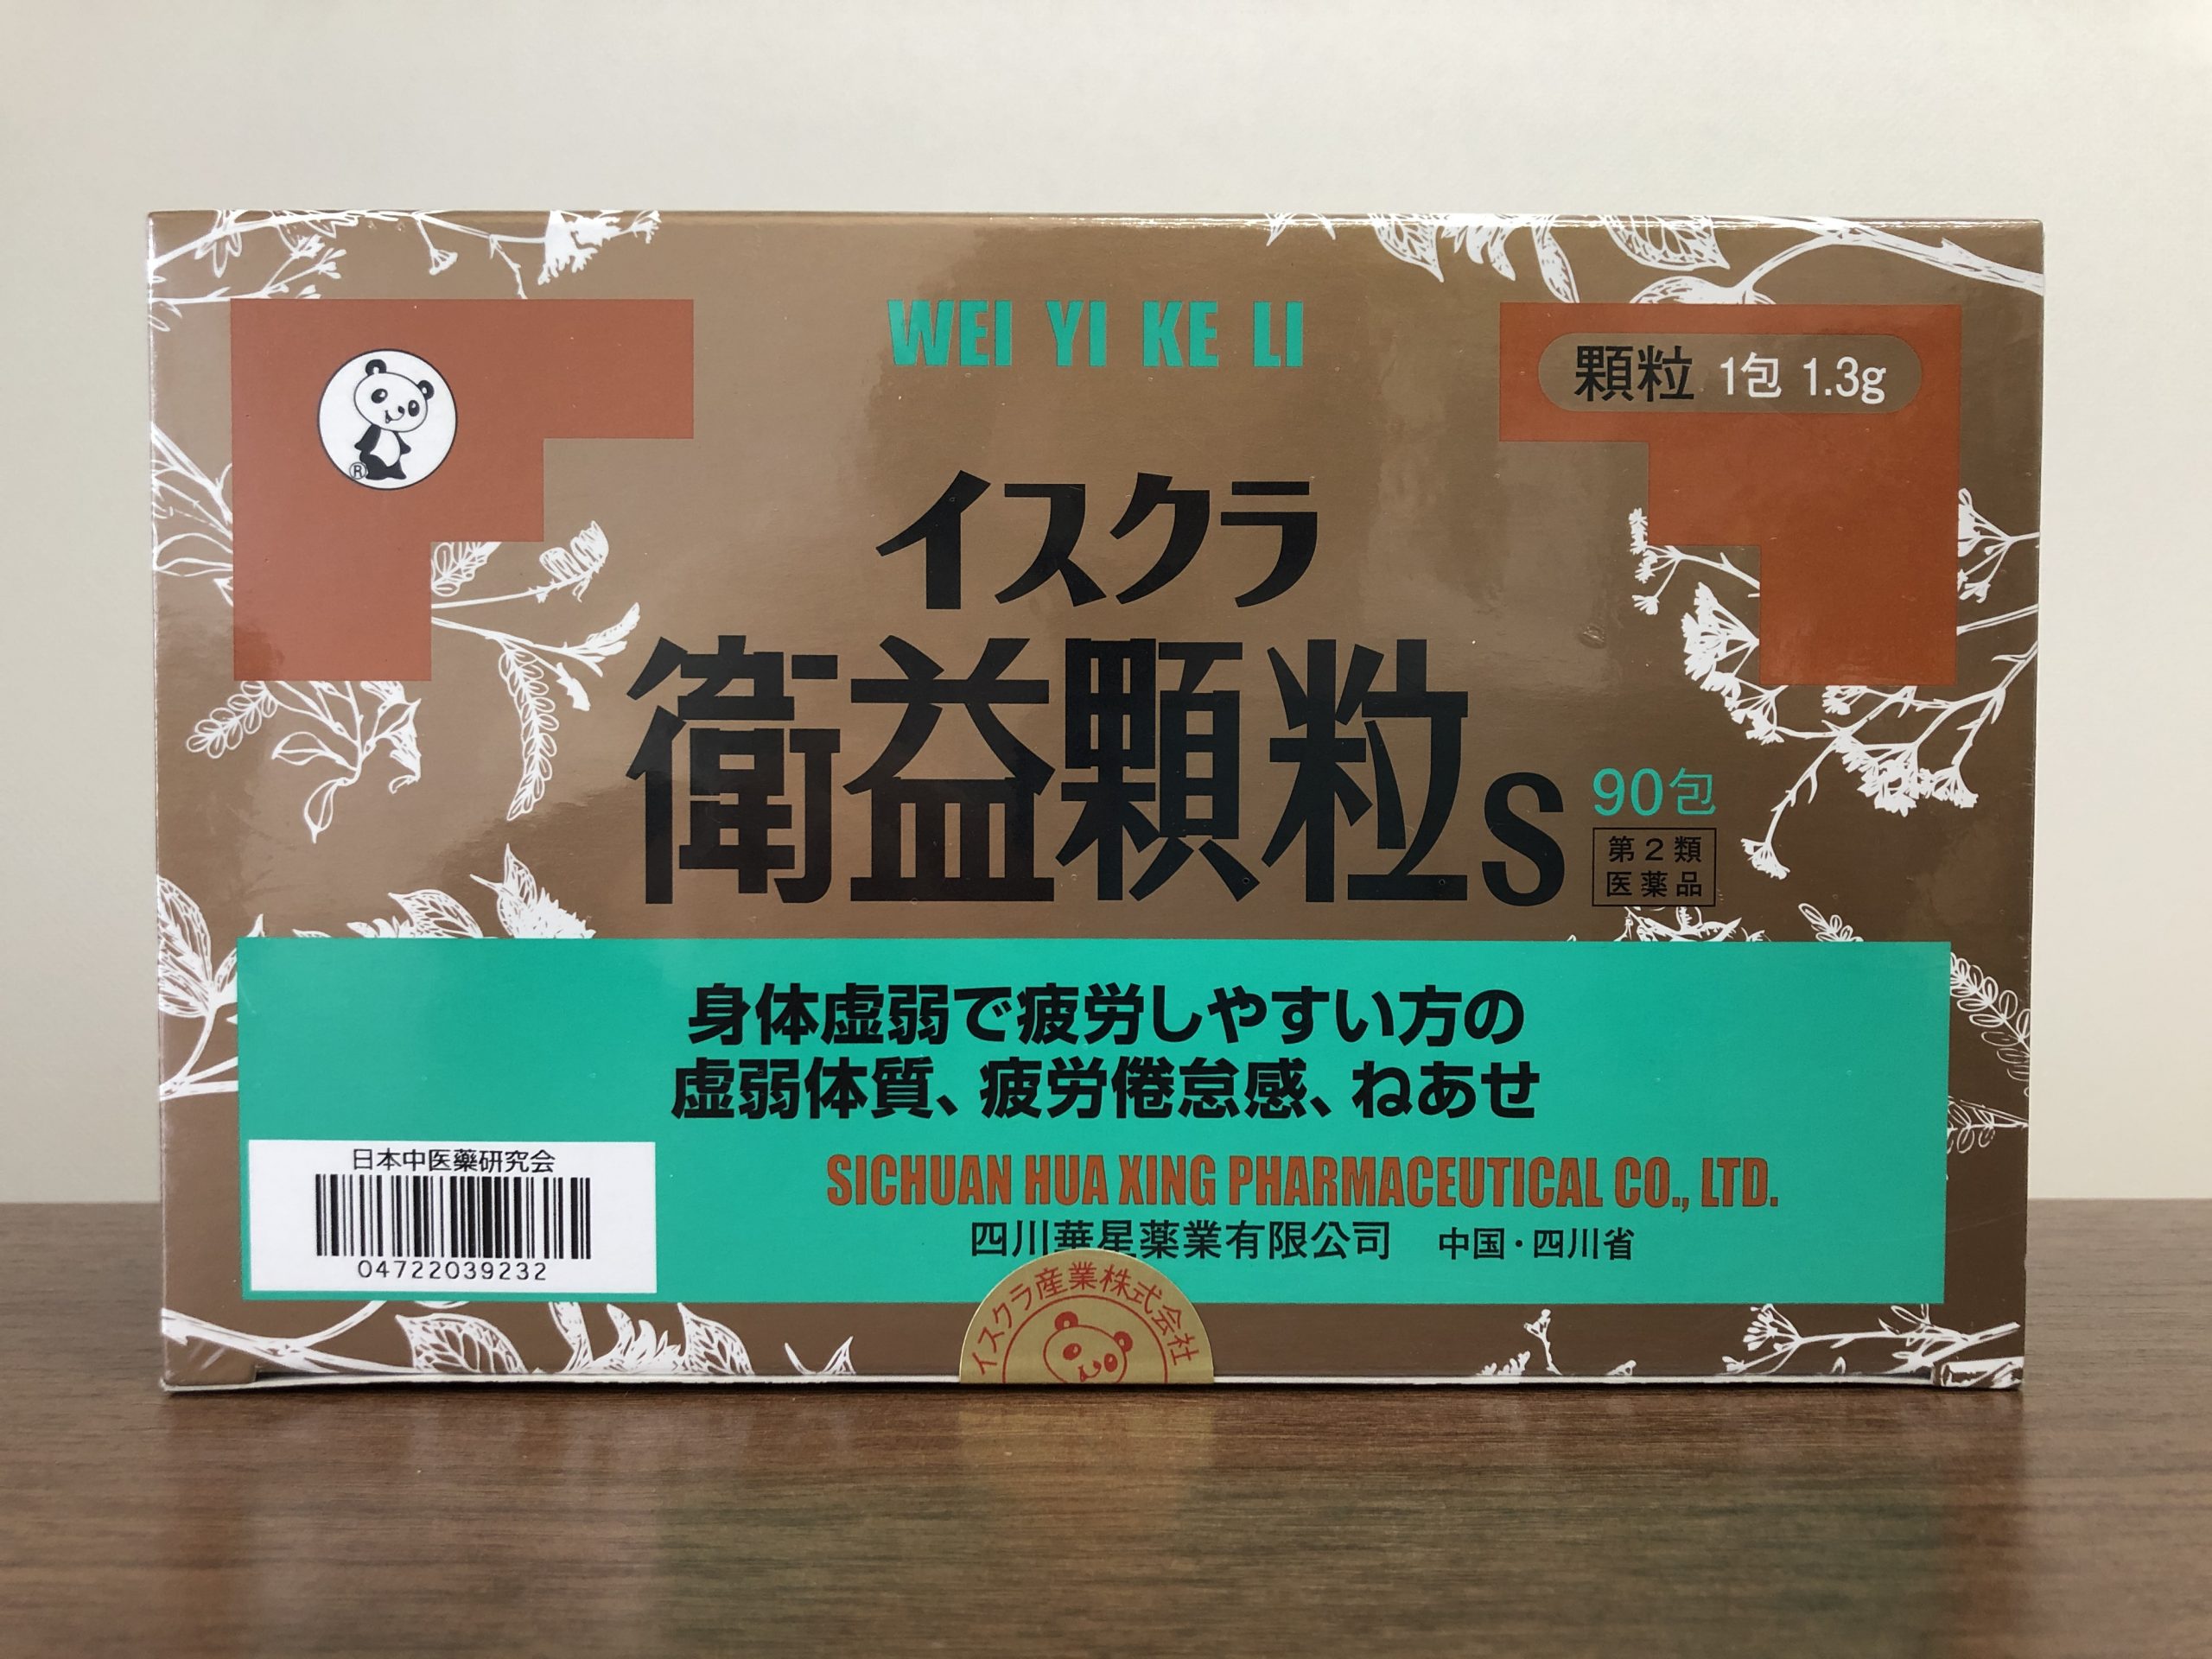 WEI YI KE LI
顆粒 1包 1.3g
®
イスクラ
衛益顆粒S
90包
第2類
医薬品
身体虚弱で疲労しやすい方の
虚弱体質、疲労倦怠感、ねあせ
SICHUAN HUA XING PHARMACEUTICAL CO., LTD.
四川華星薬業有限公司 中国・四川省
日本中医薬研究会
04722039232
イスクラ産業株式会社